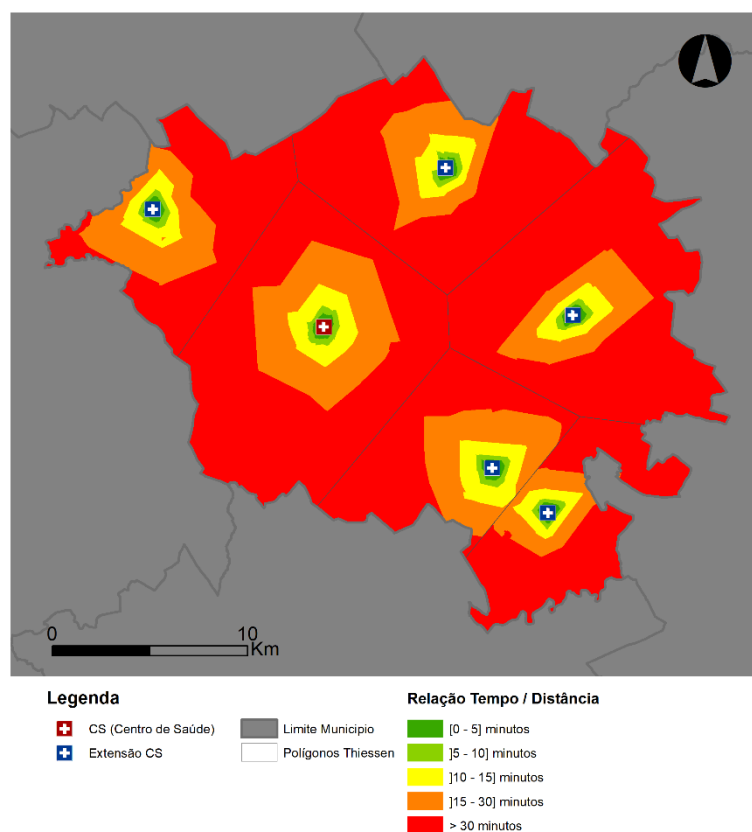 0 10
Km
Legenda
CS (Centro de Saúde)
Extensão CS
Limite Municipio
Polígonos Thiessen
Relação Tempo / Distância
[0 - 5] minutos
]5 - 10] minutos
]10 - 15] minutos
]15 - 30] minutos
> 30 minutos